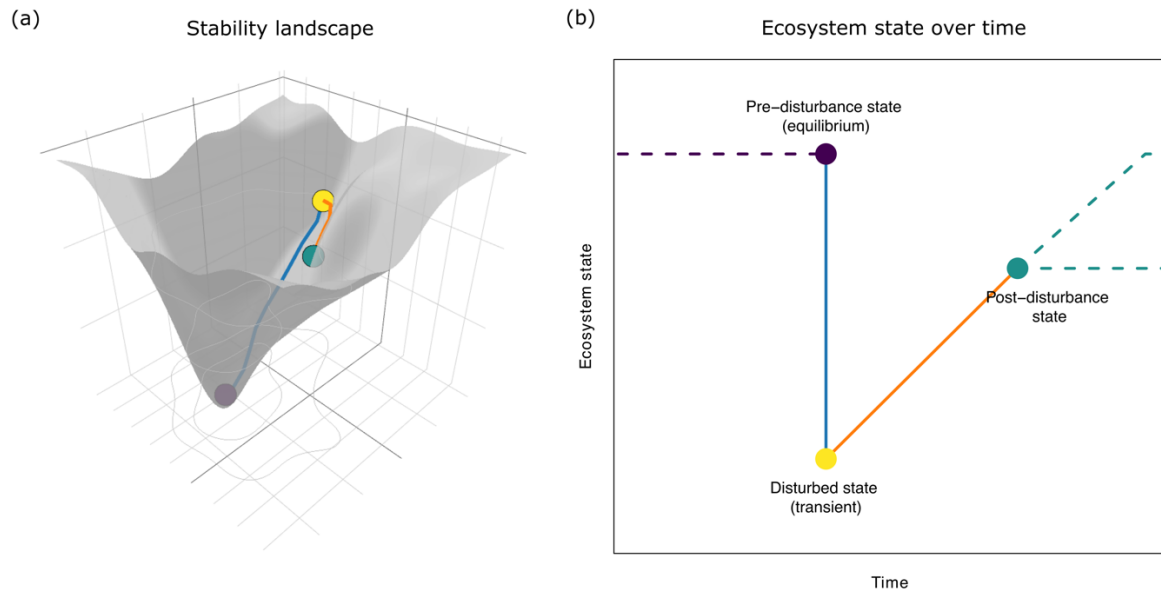 (a)
Stability landscape
(b)
Ecosystem state over time
Pre−disturbance state
(equilibrium)
Post−disturbance
state
Disturbed state
(transient)
Ecosystem state
Time